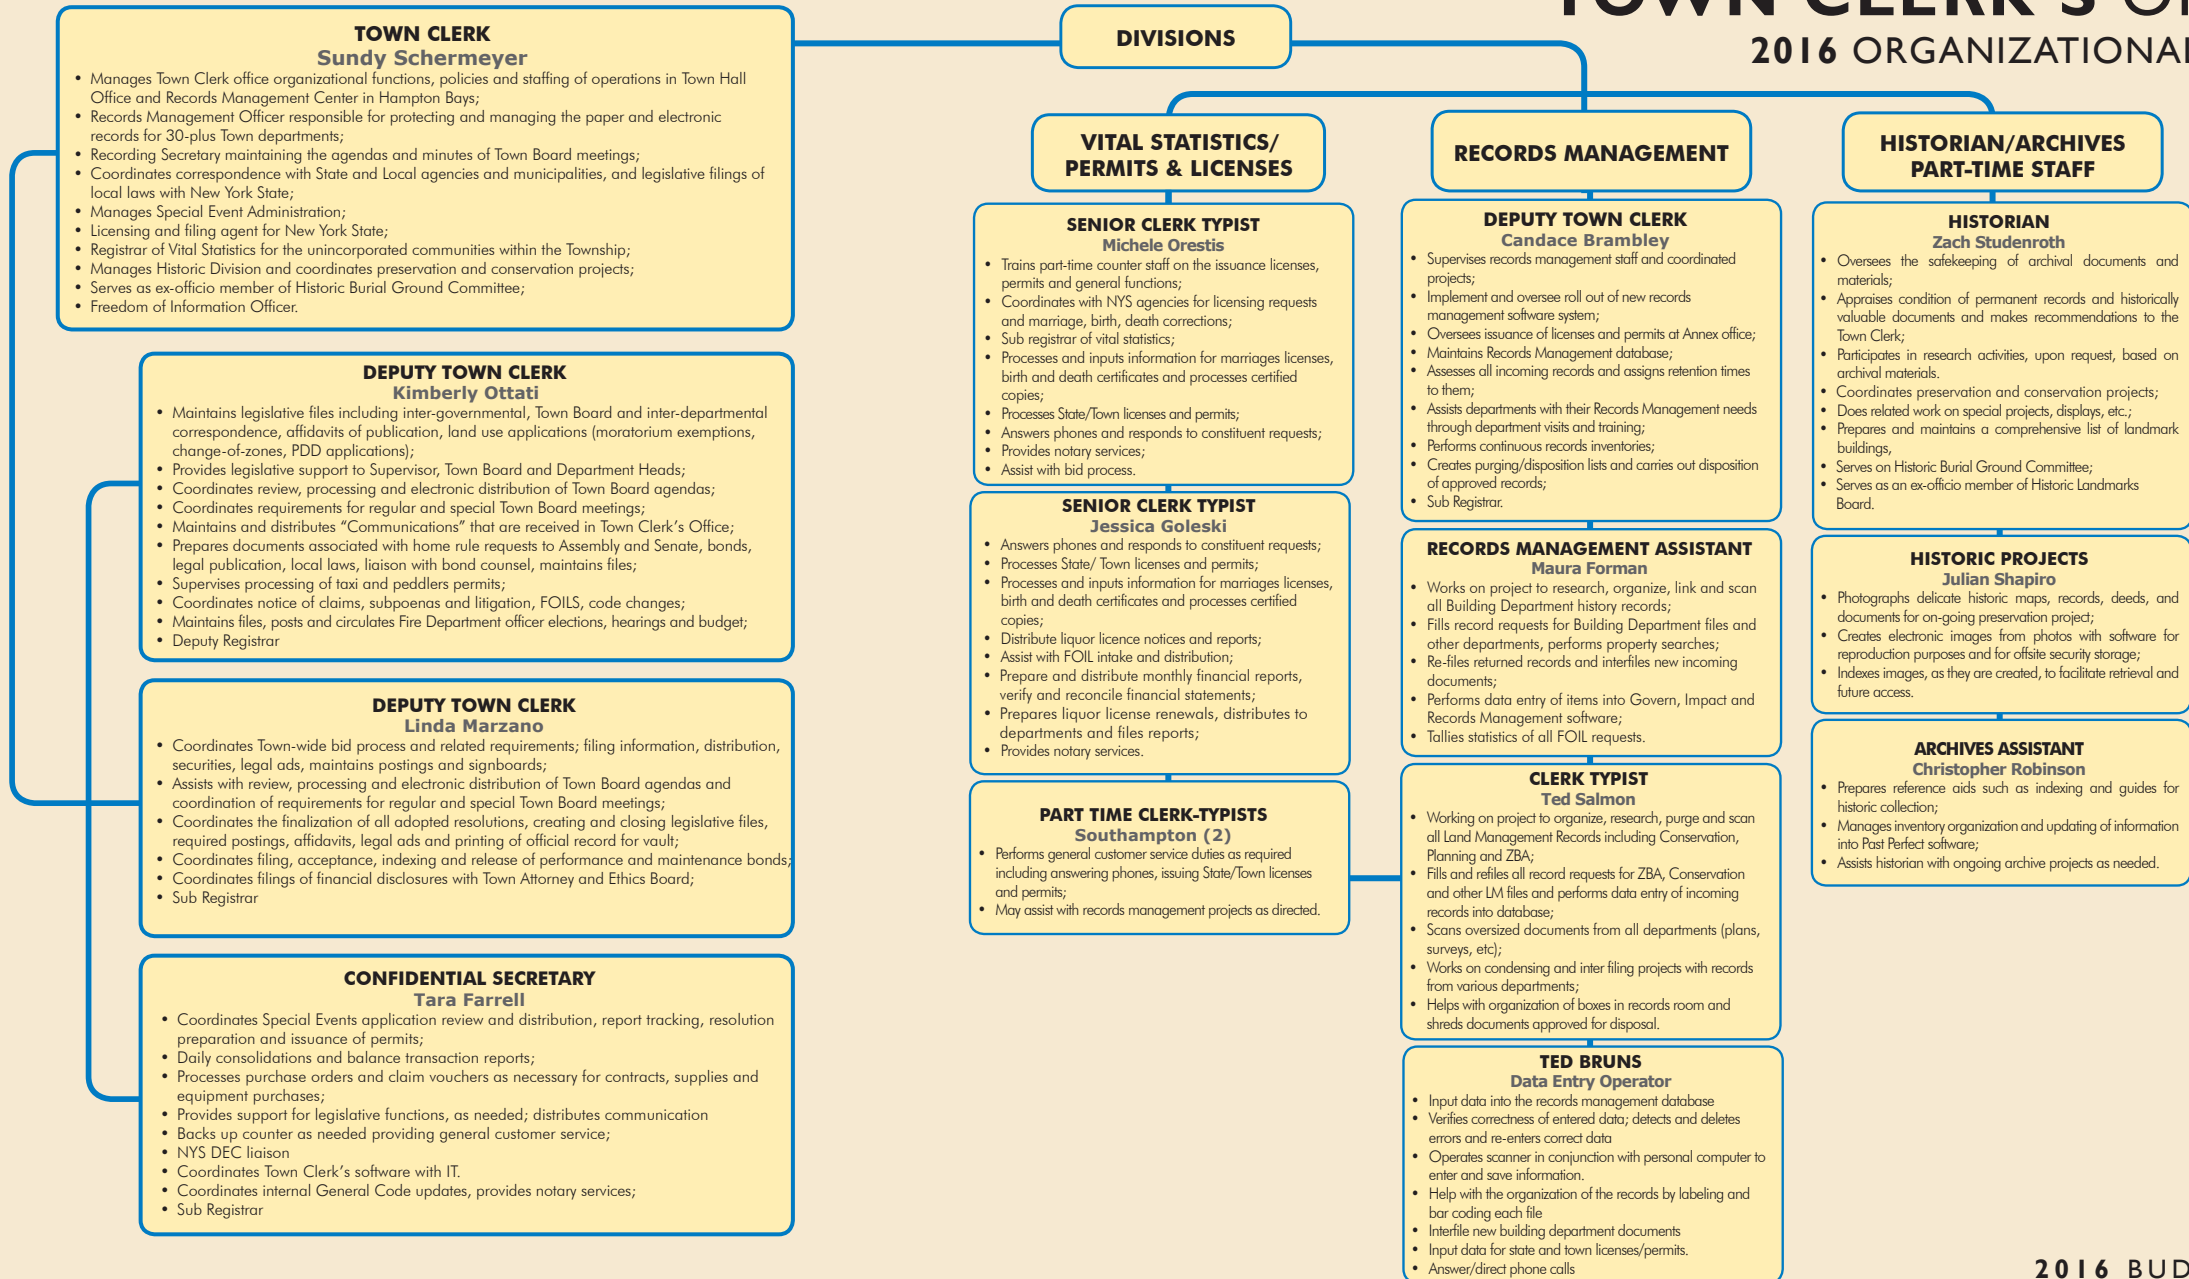 TOWN CLERK'S
2016 ORGANIZATIONAL
TOWN CLERK
Sundy Schermeyer
• Manages Town Clerk office organizational functions, policies and staffing of operations in Town Hall
Office and Records Management Center in Hampton Bays;
• Records Management Officer responsible for protecting and managing the paper and electronic
records for 30-plus Town departments;
• Recording Secretary maintaining the agendas and minutes of Town Board meetings;
• Coordinates correspondence with State and Local agencies and municipalities, and legislative filings of
local laws with New York State;
• Manages Special Event Administration;
• Licensing and filing agent for New York State;
• Registrar of Vital Statistics for the unincorporated communities within the Township;
• Manages Historic Division and coordinates preservation and conservation projects;
• Serves as ex-officio member of Historic Burial Ground Committee;
• Freedom of Information Officer.
DEPUTY TOWN CLERK
Kimberly Ottati
• Maintains legislative files including inter-governmental, Town Board and inter-departmental
correspondence, affidavits of publication, land use applications (moratorium exemptions,
change-of-zones, PDD applications);
• Provides legislative support to Supervisor, Town Board and Department Heads;
• Coordinates review, processing and electronic distribution of Town Board agendas;
• Coordinates requirements for regular and special Town Board meetings;
• Maintains and distributes “Communications” that are received in Town Clerk’s Office;
• Prepares documents associated with home rule requests to Assembly and Senate, bonds,
legal publication, local laws, liaison with bond counsel, maintains files;
• Supervises processing of taxi and peddlers permits;
• Coordinates notice of claims, subpoenas and litigation, FOILS, code changes;
• Maintains files, posts and circulates Fire Department officer elections, hearings and budget;
• Deputy Registrar
DEPUTY TOWN CLERK
Linda Marzano
• Coordinates Town-wide bid process and related requirements; filing information, distribution,
securities, legal ads, maintains postings and signboards;
• Assists with review, processing and electronic distribution of Town Board agendas and
coordination of requirements for regular and special Town Board meetings;
• Coordinates the finalization of all adopted resolutions, creating and closing legislative files,
required postings, affidavits, legal ads and printing of official record for vault;
• Coordinates filing, acceptance, indexing and release of performance and maintenance bonds;
• Coordinates filings of financial disclosures with Town Attorney and Ethics Board;
• Sub Registrar
CONFIDENTIAL SECRETARY
Tara Farrell
• Coordinates Special Events application review and distribution, report tracking, resolution
preparation and issuance of permits;
• Daily consolidations and balance transaction reports;
• Processes purchase orders and claim vouchers as necessary for contracts, supplies and
equipment purchases;
• Provides support for legislative functions, as needed; distributes communication
• Backs up counter as needed providing general customer service;
• NYS DEC liaison
• Coordinates Town Clerk’s software with IT.
• Coordinates internal General Code updates, provides notary services;
• Sub Registrar
DIVISIONS
VITAL STATISTICS/
PERMITS & LICENSES
SENIOR CLERK TYPIST
Michele Orestis
• Trains part-time counter staff on the issuance licenses,
permits and general functions;
• Coordinates with NYS agencies for licensing requests
and marriage, birth, death corrections;
• Sub registrar of vital statistics;
• Processes and inputs information for marriages licenses,
birth and death certificates and processes certified
copies;
• Processes State/Town licenses and permits;
• Answers phones and responds to constituent requests;
• Provides notary services;
• Assist with bid process.
SENIOR CLERK TYPIST
Jessica Goleski
• Answers phones and responds to constituent requests;
• Processes State/ Town licenses and permits;
• Processes and inputs information for marriages licenses,
birth and death certificates and processes certified
copies;
• Distribute liquor licence notices and reports;
• Assist with FOIL intake and distribution;
• Prepare and distribute monthly financial reports,
verify and reconcile financial statements;
• Prepares liquor license renewals, distributes to
departments and files reports;
• Provides notary services.
PART TIME CLERK-TYPISTS
Southampton (2)
• Performs general customer service duties as required
including answering phones, issuing State/Town licenses
and permits;
• May assist with records management projects as directed.
RECORDS MANAGEMENT
DEPUTY TOWN CLERK
Candace Brambley
• Supervises records management staff and coordinated
projects;
• Implement and oversee roll out of new records
management software system;
• Oversees issuance of licenses and permits at Annex office;
• Maintains Records Management database;
• Assesses all incoming records and assigns retention times
to them;
• Assists departments with their Records Management needs
through department visits and training;
• Performs continuous records inventories;
• Creates purging/disposition lists and carries out disposition
of approved records;
• Sub Registrar.
RECORDS MANAGEMENT ASSISTANT
Maura Forman
• Works on project to research, organize, link and scan
all Building Department history records;
• Fills record requests for Building Department files and
other departments, performs property searches;
• Re-files returned records and interfiles new incoming
documents;
• Performs data entry of items into Govern, Impact and
Records Management software;
• Tallies statistics of all FOIL requests.
CLERK TYPIST
Ted Salmon
• Working on project to organize, research, purge and scan
all Land Management Records including Conservation,
Planning and ZBA;
• Fills and refiles all record requests for ZBA, Conservation
and other LM files and performs data entry of incoming
records into database;
• Scans oversized documents from all departments (plans,
surveys, etc);
• Works on condensing and inter filing projects with records
from various departments;
• Helps with organization of boxes in records room and
shreds documents approved for disposal.
TED BRUNS
Data Entry Operator
• Input data into the records management database
• Verifies correctness of entered data; detects and deletes
errors and re-enters correct data
• Operates scanner in conjunction with personal computer to
enter and save information.
• Help with the organization of the records by labeling and
bar coding each file
• Interfile new building department documents
• Input data for state and town licenses/permits.
• Answer/direct phone calls
HISTORIAN/ARCHIVES
PART-TIME STAFF
HISTORIAN
Zach Studenroth
• Oversees the safekeeping of archival documents and
materials;
• Appraises condition of permanent records and historically
valuable documents and makes recommendations to the
Town Clerk;
• Participates in research activities, upon request, based on
archival materials.
• Coordinates preservation and conservation projects;
• Does related work on special projects, displays, etc.;
• Prepares and maintains a comprehensive list of landmark
buildings,
• Serves on Historic Burial Ground Committee;
• Serves as an ex-officio member of Historic Landmarks
Board.
HISTORIC PROJECTS
Julian Shapiro
• Photographs delicate historic maps, records, deeds, and
documents for on-going preservation project;
• Creates electronic images from photos with software for
reproduction purposes and for offsite security storage;
• Indexes images, as they are created, to facilitate retrieval and
future access.
ARCHIVES ASSISTANT
Christopher Robinson
• Prepares reference aids such as indexing and guides for
historic collection;
• Manages inventory organization and updating of information
into Past Perfect software;
• Assists historian with ongoing archive projects as needed.
2016 BUD